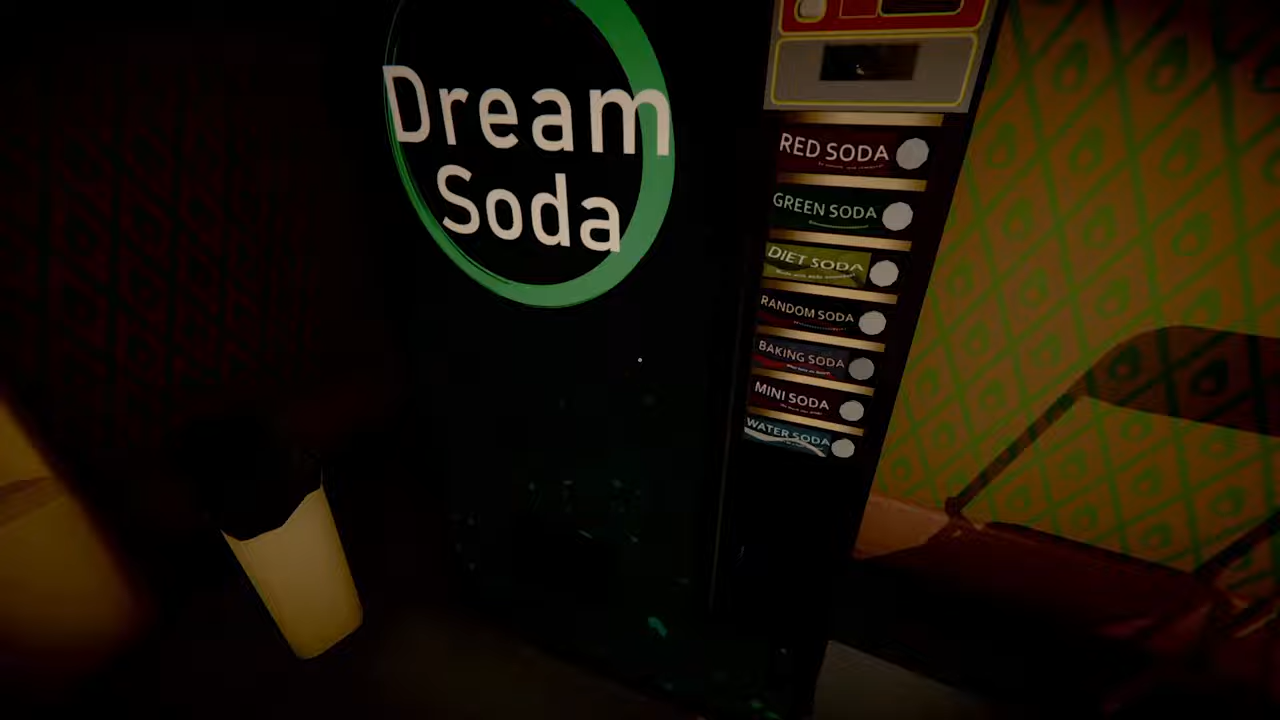 Dream
Soda
RED SODA
GREEN SODA
DIET SODA
RANDOM SODA
BAKING SODA
MINI SODA
WATER SODA